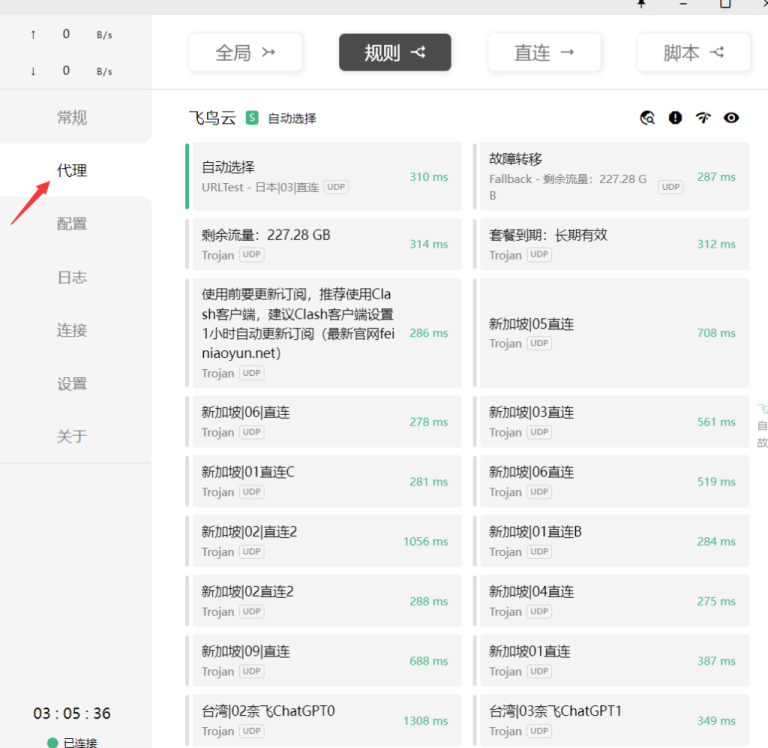 ↑ 0 B/s
↓ 0 B/s
常规
代理
配置
日志
连接
设置
关于
03 : 05 : 36
已连接
全局
规则
直连
脚本
飞鸟云 S 自动选择
自动选择
URLTest - 日本|03|直连 UDP
310 ms
故障转移
Fallback - 剩余流量：227.28 G
B
UDP
287 ms
剩余流量：227.28 GB
Trojan UDP
314 ms
套餐到期：长期有效
Trojan UDP
312 ms
使用前要更新订阅，推荐使用Cla
sh客户端，建议Clash客户端设置
1小时自动更新订阅（最新官网fei
niaoyun.net）
Trojan UDP
286 ms
新加坡|05直连
Trojan UDP
708 ms
新加坡|06|直连
Trojan UDP
278 ms
新加坡|03直连
Trojan UDP
561 ms
新加坡|01直连C
Trojan UDP
281 ms
新加坡|06直连
Trojan UDP
519 ms
新加坡|02|直连2
Trojan UDP
1056 ms
新加坡|01直连B
Trojan UDP
284 ms
新加坡|02直连2
Trojan UDP
288 ms
新加坡|04直连
Trojan UDP
275 ms
新加坡|09|直连
Trojan UDP
688 ms
新加坡01直连
Trojan UDP
387 ms
台湾|02奈飞ChatGPT0
Trojan UDP
1308 ms
台湾|03奈飞ChatGPT1
Trojan UDP
349 ms
飞
自
故